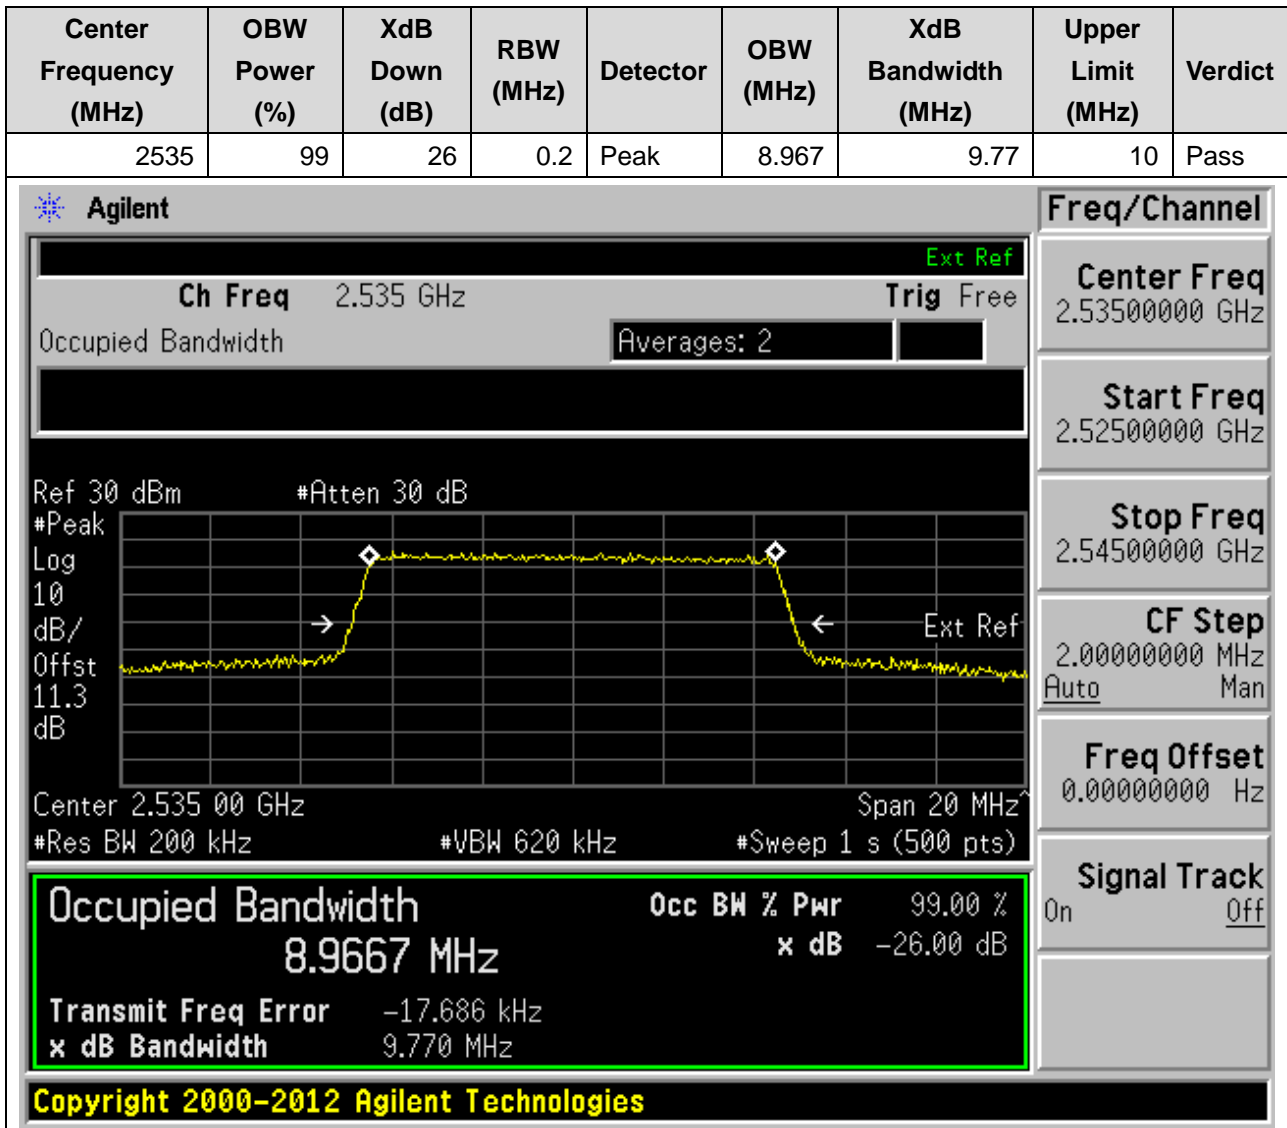 Center Frequency (MHz) OBW Power (%) XdB Down (dB) RBW (MHz) Detector OBW (MHz) XdB Bandwidth (MHz) Upper Limit (MHz) Verdict
2535 99 26 0.2 Peak 8.967 9.77 10 Pass
Agilent
Freq/Channel
Ext Ref
Ch Freq 2.535 GHz Trig Free
Occupied Bandwidth Averages: 2
Center Freq
2.53500000 GHz
Start Freq
2.52500000 GHz
Stop Freq
2.54500000 GHz
CF Step
2.00000000 MHz
Auto Man
Freq Offset
0.00000000 Hz
Signal Track
On Off
Ref 30 dBm #Atten 30 dB
#Peak
Log
10
dB/
Offst
11.3
dB
Ext Ref
Center 2.535 00 GHz Span 20 MHz^
#Res BW 200 kHz #VBW 620 kHz #Sweep 1 s (500 pts)
Occupied Bandwidth
8.9667 MHz
Occ BW % Pwr 99.00 %
x dB -26.00 dB
Transmit Freq Error -17.686 kHz
x dB Bandwidth 9.770 MHz
Copyright 2000-2012 Agilent Technologies